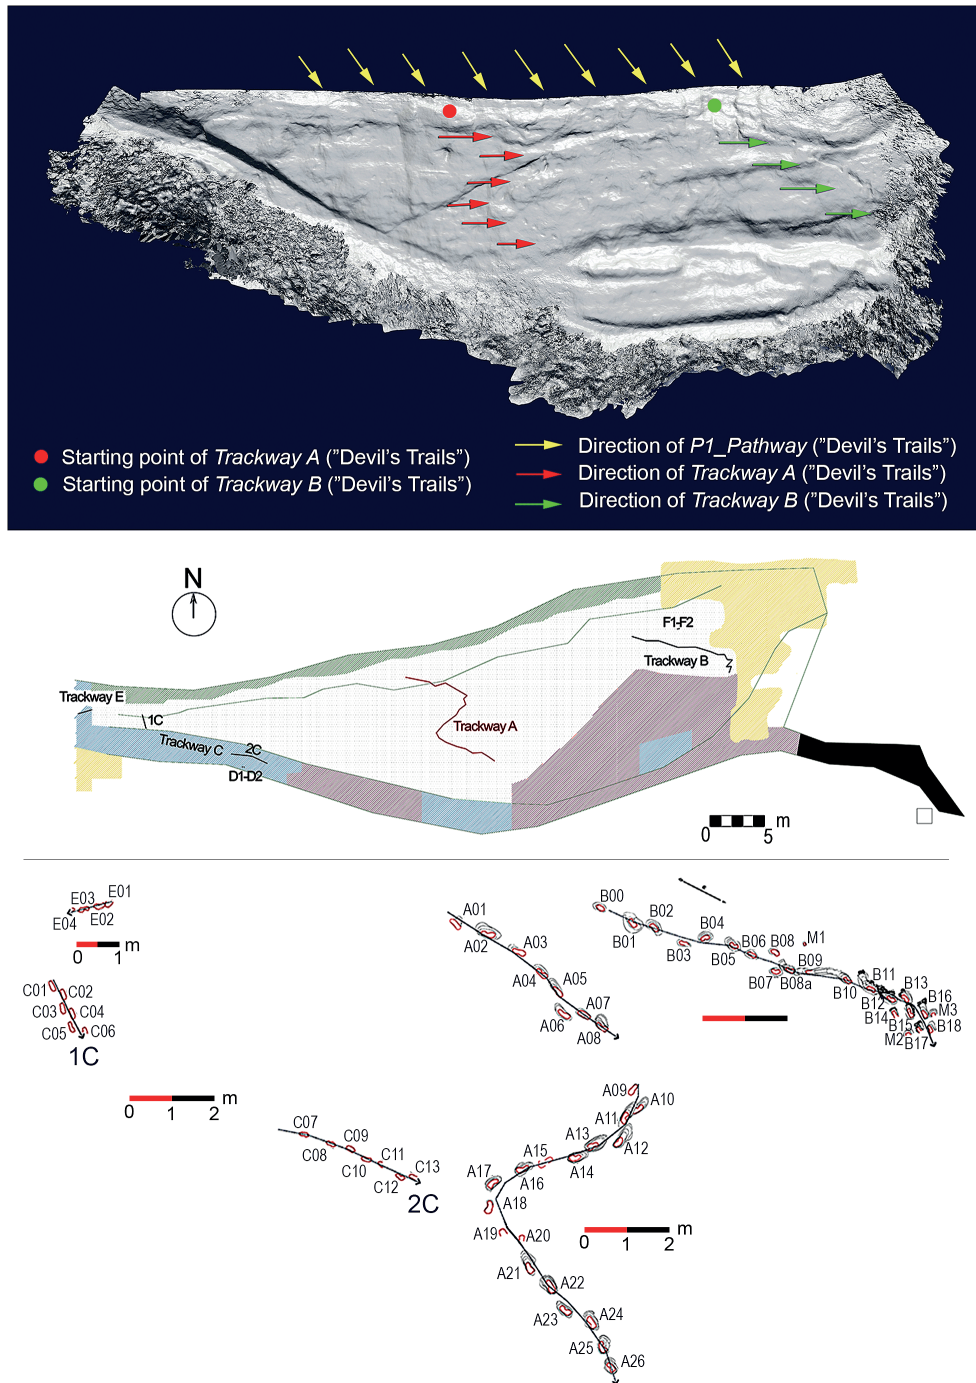 Starting point of Trackway A ("Devil's Trails")
Starting point of Trackway B ("Devil's Trails")
Direction of P1_Pathway ("Devil's Trails")
Direction of Trackway A ("Devil's Trails")
Direction of Trackway B ("Devil's Trails")
N
F1-F2
Trackway B
Trackway E
1C
Trackway A
Trackway C
2C
D1-D2
0 5 m
E03 E01
E04 E02
0 1 m
C01 C02
C03 C04
C05 C06
1C
0 1 2 m
A01
A02 A03
A04 A05
A06 A07
A08
B00
B01 B02
B03 B04
B05 B06
B07 B08
M1
B08a B09
B10 B11
B12 B13
B14 B16
B15 M3
M2 B17 B18
C07
C08 C09
C10 C11
C12 C13
2C
A09 A10
A11
A12
A13
A14
A15
A16
A17
A18
A19 A20
A21
A22
A23 A24
A25
A26
0 1 2 m